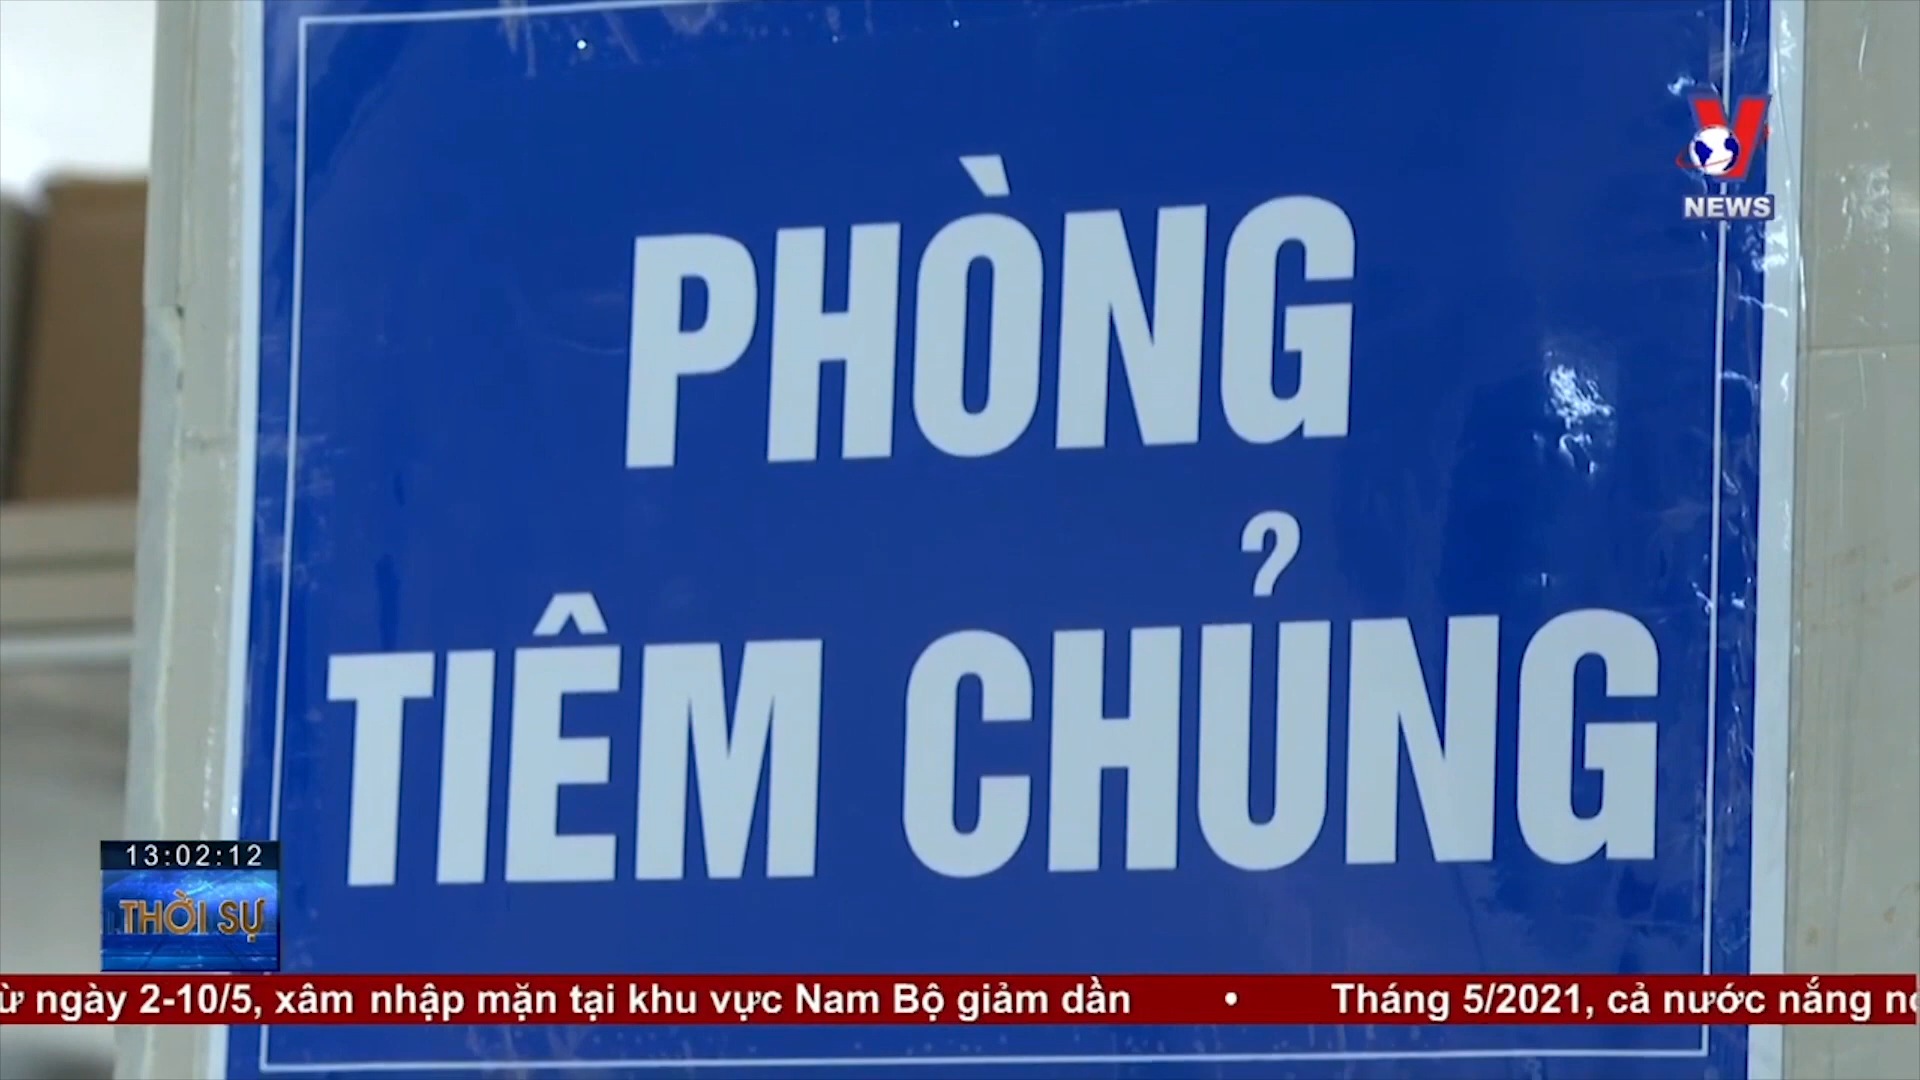 NEWS
PHÒNG
TIÊM CHỦNG
13:02:12
THỜI SỰ
ngày 2-10/5, xâm nhập mặn tại khu vực Nam Bộ giảm dần • Tháng 5/2021, cả nước nắng